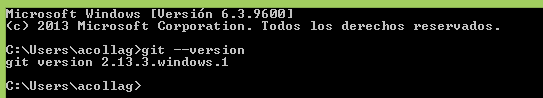 Microsoft Windows [Versión 6.3.9600]
(c) 2013 Microsoft Corporation. Todos los derechos reservados.
C:\Users\acollag>git --version
git version 2.13.3.windows.1
C:\Users\acollag>